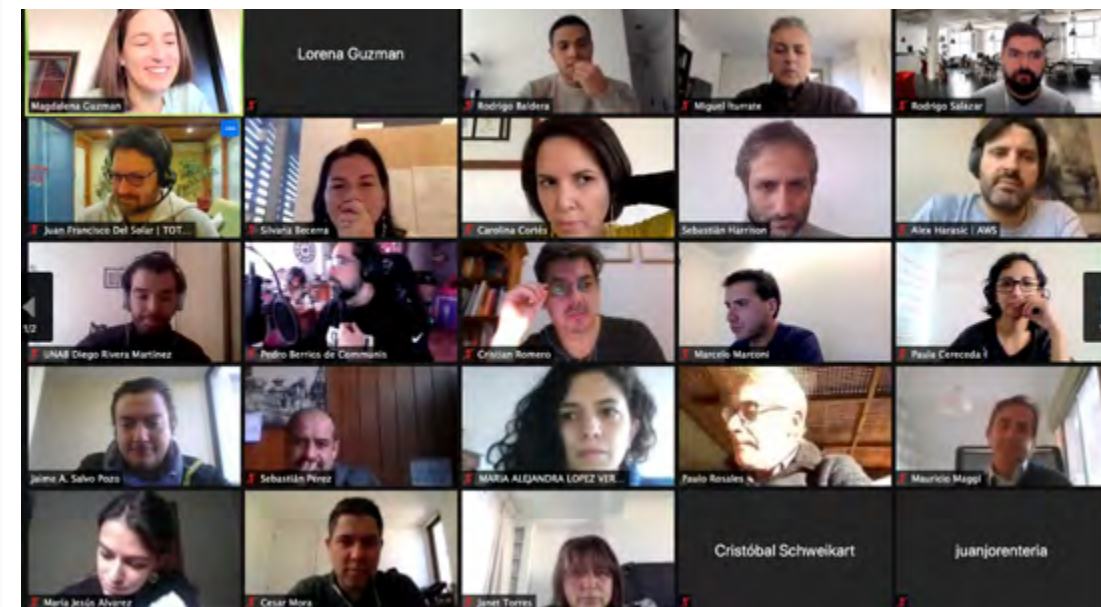 Magdalena Guzman
Lorena Guzman
Rodrigo Baldera
Miguel Iturrate
Rodrigo Salazar
Juan Francisco Del Solar | TOT...
Silvana Becerra
Carolina Cortés
Sebastián Harrison
Alex Harasic | AWS
1/2
UNAB Diego Rivera Martínez
Pedro Berrios de Communis
Cristian Romero
Marcelo Marconi
Paula Cereceda
Jaime A. Salvo Pozo
Sebastián Pérez
MARIA ALEJANDRA LOPEZ VER...
Paulo Rosales
Mauricio Maggi
María Jesús Alvarez
Cesar Mora
Janet Torres
Cristóbal Schweikart
juanjorenteria